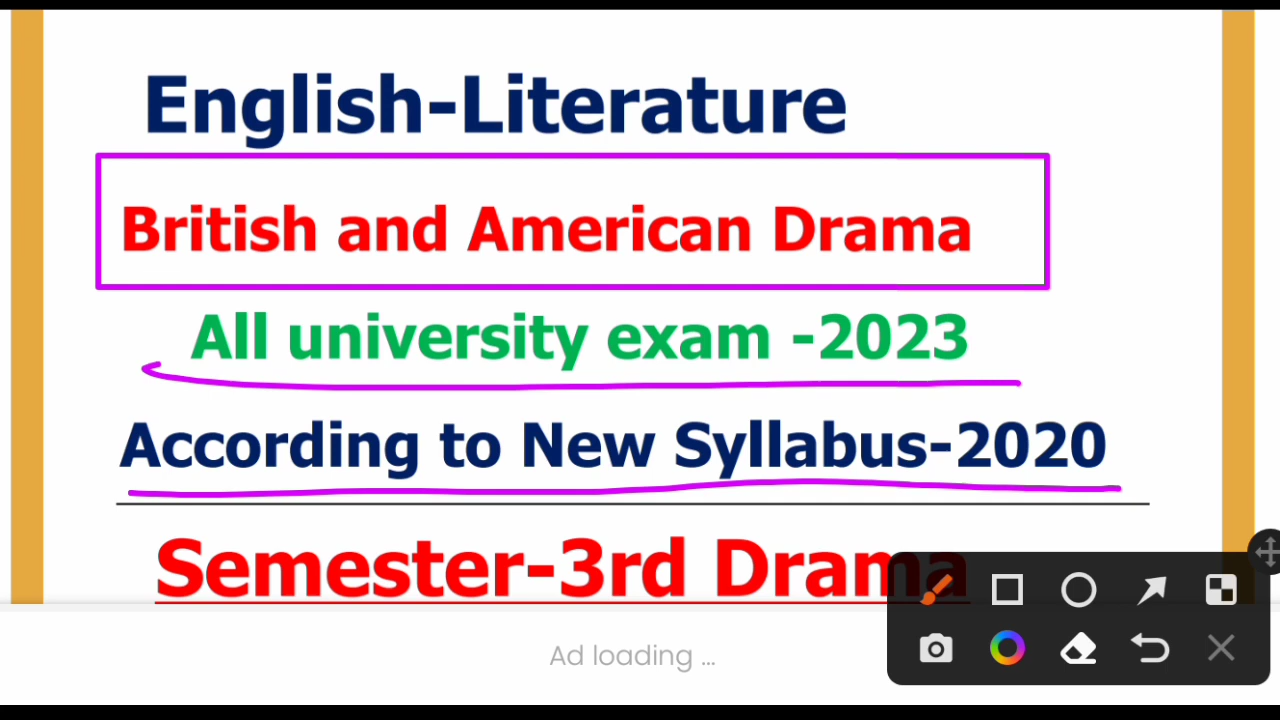 English-Literature
British and American Drama
All university exam -2023
According to New Syllabus-2020
Semester-3rd Drama
Ad loading ...